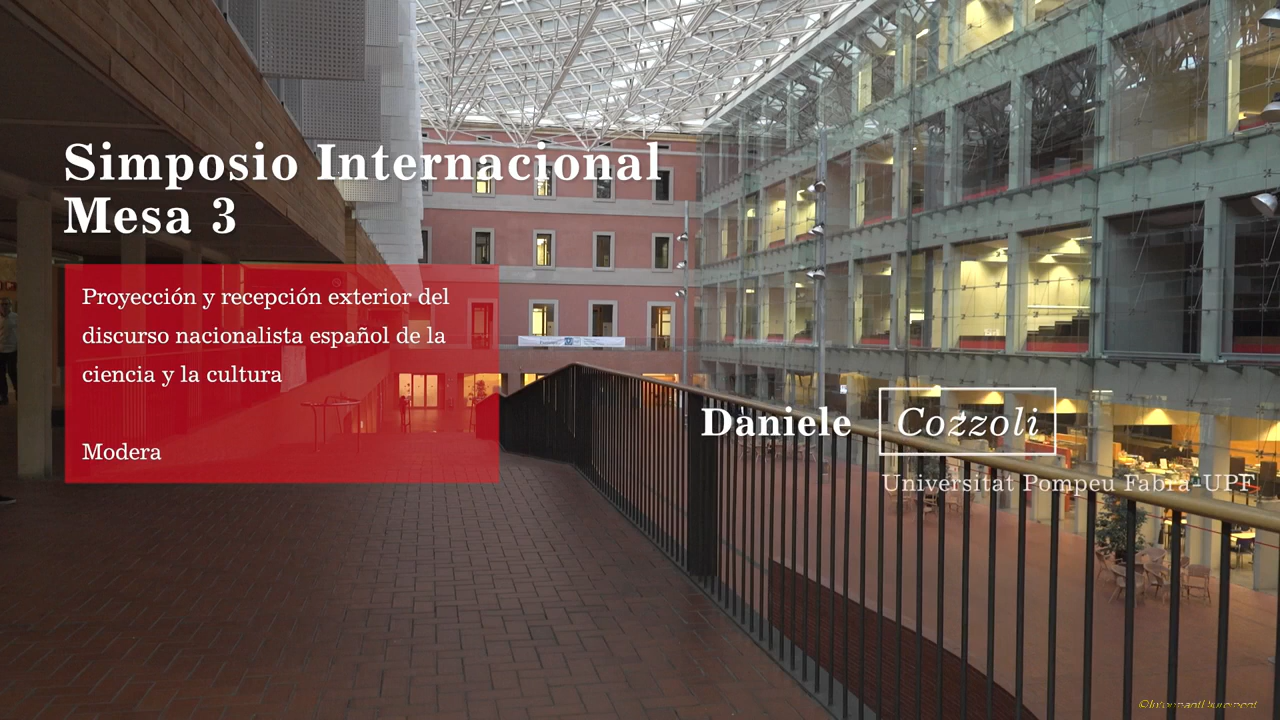 Simposio Internacional
Mesa 3
Proyección y recepción exterior del
discurso nacionalista español de la
ciencia y la cultura
Modera
Daniele Cozzoli
Universitat Pompeu Fabra-UPF